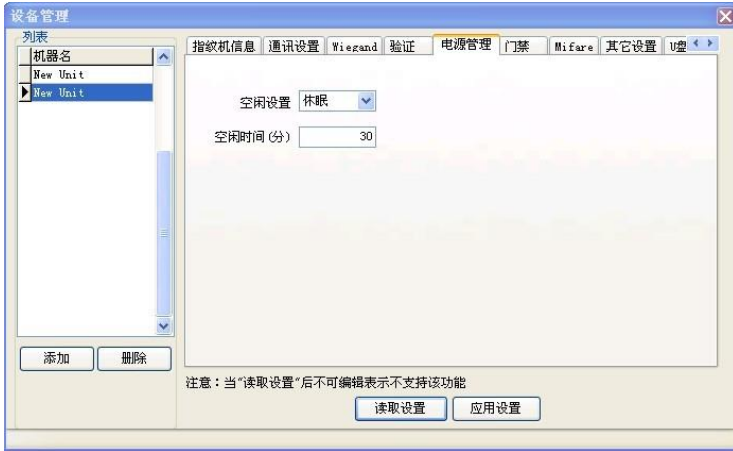 设备管理
列表
机器名
New Unit
New Unit
添加 删除
指纹机信息 通讯设置 Wiegand 验证 电源管理 门禁 Mifare 其它设置 U盘
空闲设置 休眠
空闲时间(分) 30
注意：当"读取设置"后不可编辑表示不支持该功能
读取设置 应用设置